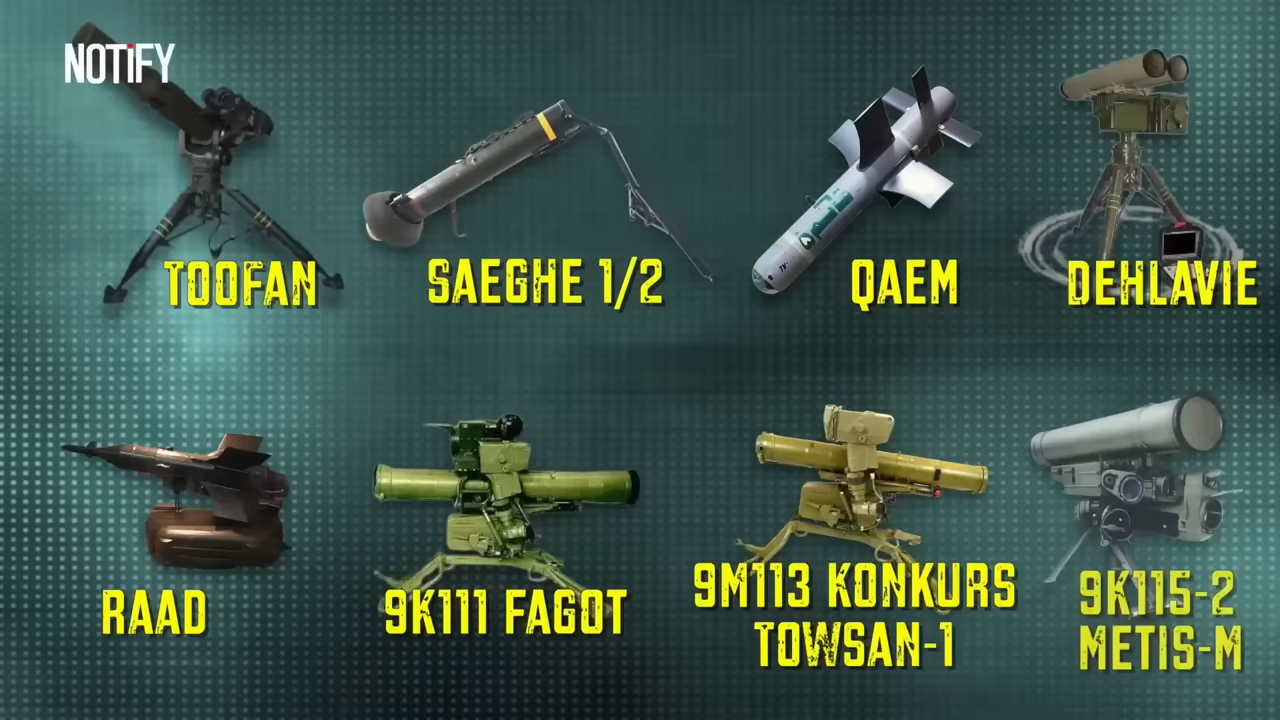 NOTiFY
TOOFAN
SAEGHE 1/2
QAEM
DEHLAVIE
RAAD
9K111 FAGOT
9M113 KONKURS
TOWSAN-1
9K115-2
METIS-M